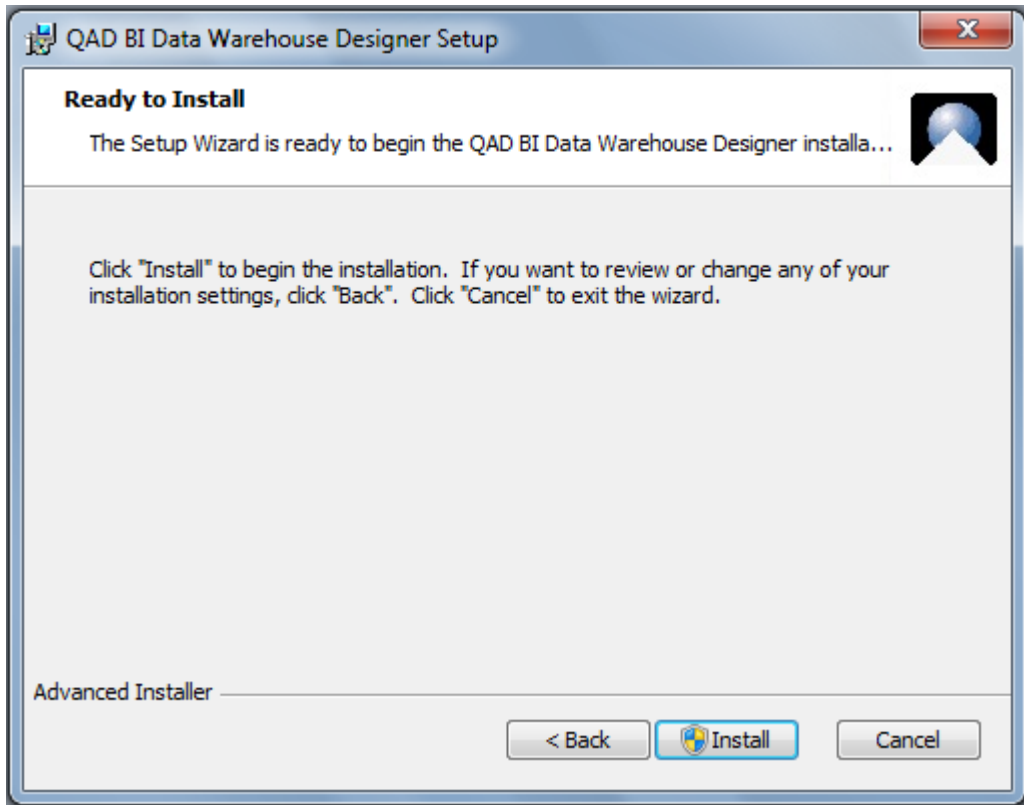 QAD BI Data Warehouse Designer Setup
Ready to Install
The Setup Wizard is ready to begin the QAD BI Data Warehouse Designer installa...
Click "Install" to begin the installation.  If you want to review or change any of your
installation settings, click "Back".  Click "Cancel" to exit the wizard.
Advanced Installer
< Back Install Cancel